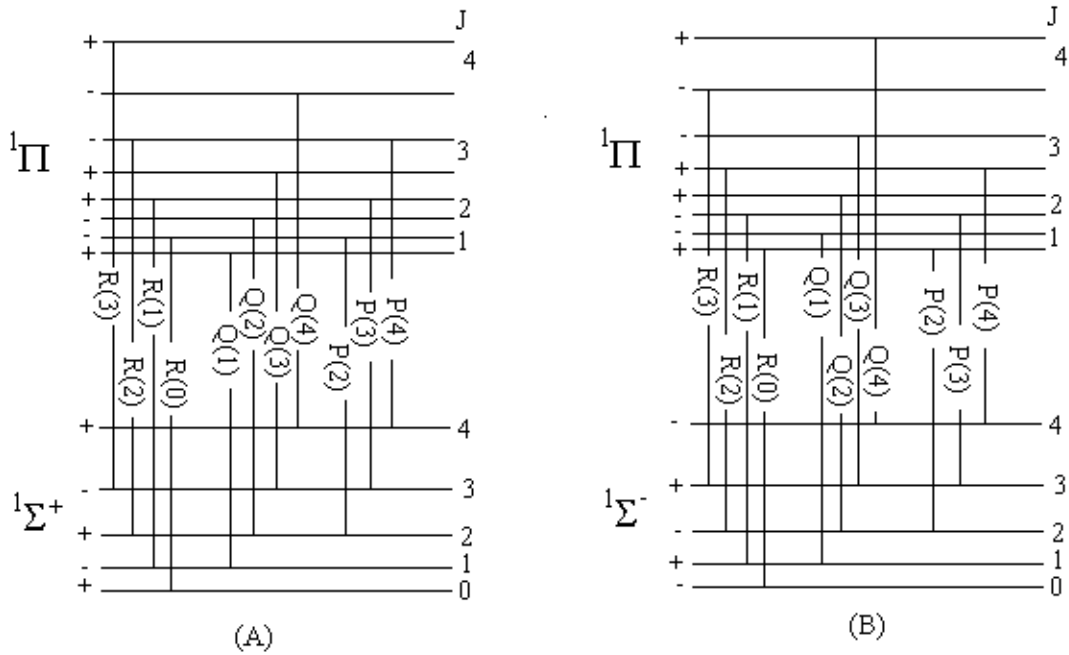 J
+ 4
-
- 3
+
+ 2
-
- 1
+
¹Π
R(3)
R(2)
R(1)
R(0)
Q(1)
Q(2)
Q(3)
Q(4)
P(2)
P(3)
P(4)
+ 4
- 3
¹Σ⁺
+ 2
- 1
+ 0
(A)
J
+ 4
-
- 3
+
+ 2
-
- 1
+
¹Π
R(3)
R(2)
R(1)
R(0)
Q(1)
Q(2)
Q(3)
Q(4)
P(2)
P(3)
P(4)
- 4
+ 3
¹Σ⁻
- 2
+ 1
- 0
(B)